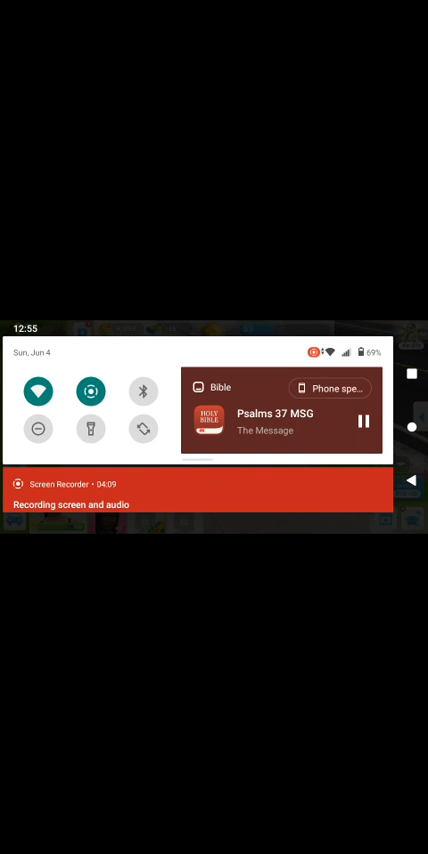 12:55
Sun, Jun 4
69%
Bible
Phone spe...
HOLY
BIBLE
Psalms 37 MSG
The Message
Screen Recorder • 04:09
Recording screen and audio